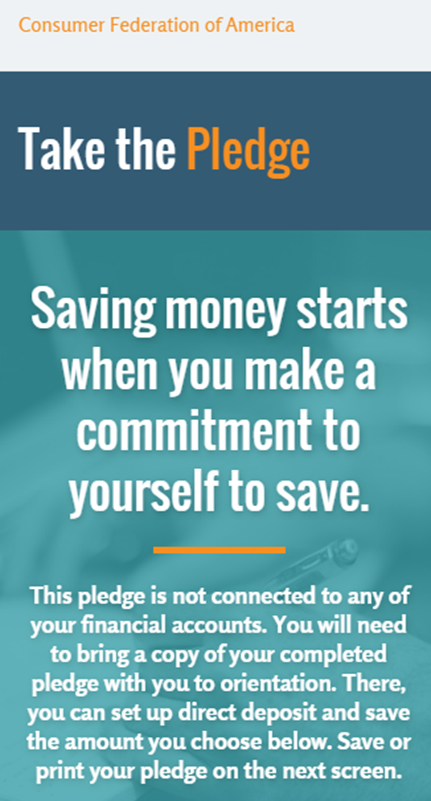 Consumer Federation of America
Take the Pledge
Saving money starts
when you make a
commitment to
yourself to save.
This pledge is not connected to any of
your financial accounts. You will need
to bring a copy of your completed
pledge with you to orientation. There,
you can set up direct deposit and save
the amount you choose below. Save or
print your pledge on the next screen.